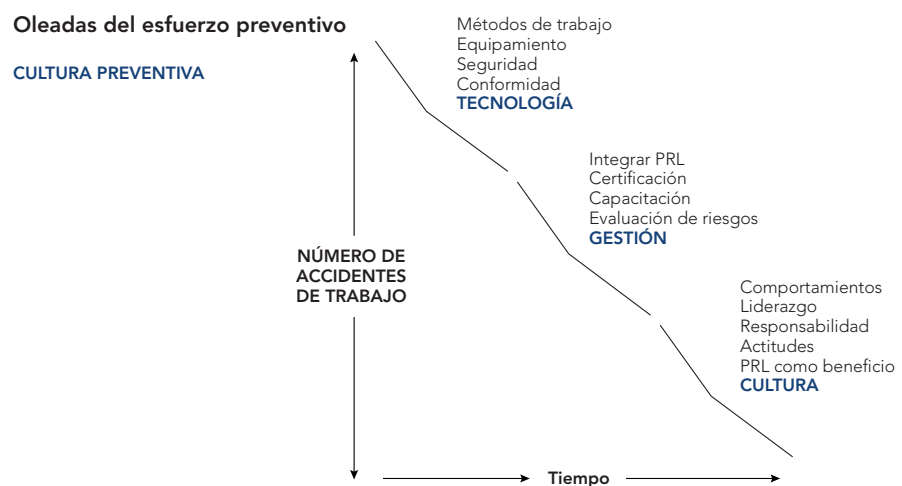 Oleadas del esfuerzo preventivo
CULTURA PREVENTIVA
Métodos de trabajo
Equipamiento
Seguridad
Conformidad
TECNOLOGÍA
Integrar PRL
Certificación
Capacitación
Evaluación de riesgos
GESTIÓN
NÚMERO DE
ACCIDENTES
DE TRABAJO
Comportamientos
Liderazgo
Responsabilidad
Actitudes
PRL como beneficio
CULTURA
Tiempo